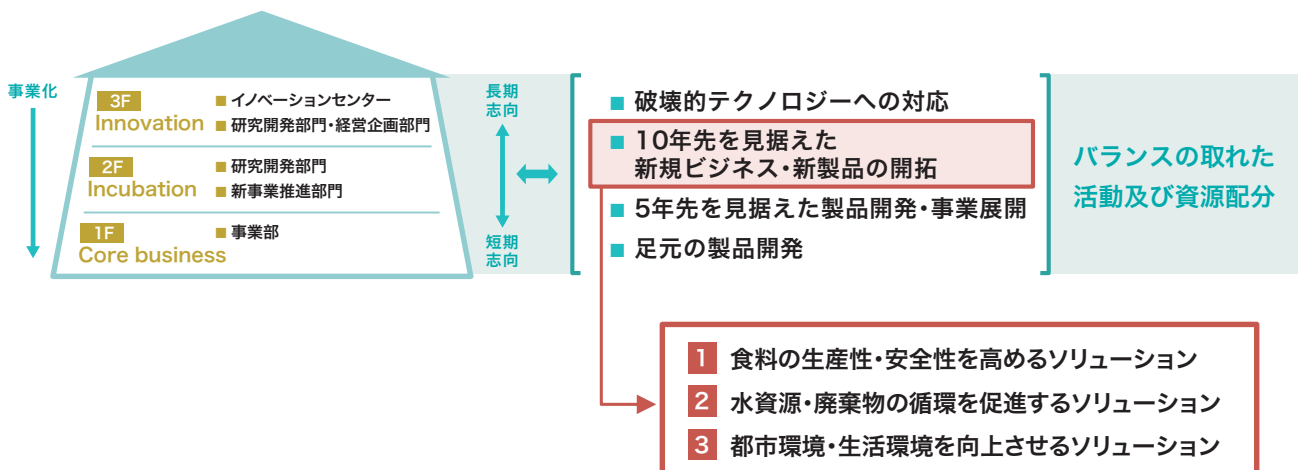 事業化
3F
Innovation
■ イノベーションセンター
■ 研究開発部門・経営企画部門
2F
Incubation
■ 研究開発部門
■ 新事業推進部門
1F
Core business
■ 事業部
長期
志向
短期
志向
■ 破壊的テクノロジーへの対応
■ 10年先を見据えた
新規ビジネス・新製品の開拓
■ 5年先を見据えた製品開発・事業展開
■ 足元の製品開発
バランスの取れた
活動及び資源配分
1 食料の生産性・安全性を高めるソリューション
2 水資源・廃棄物の循環を促進するソリューション
3 都市環境・生活環境を向上させるソリューション